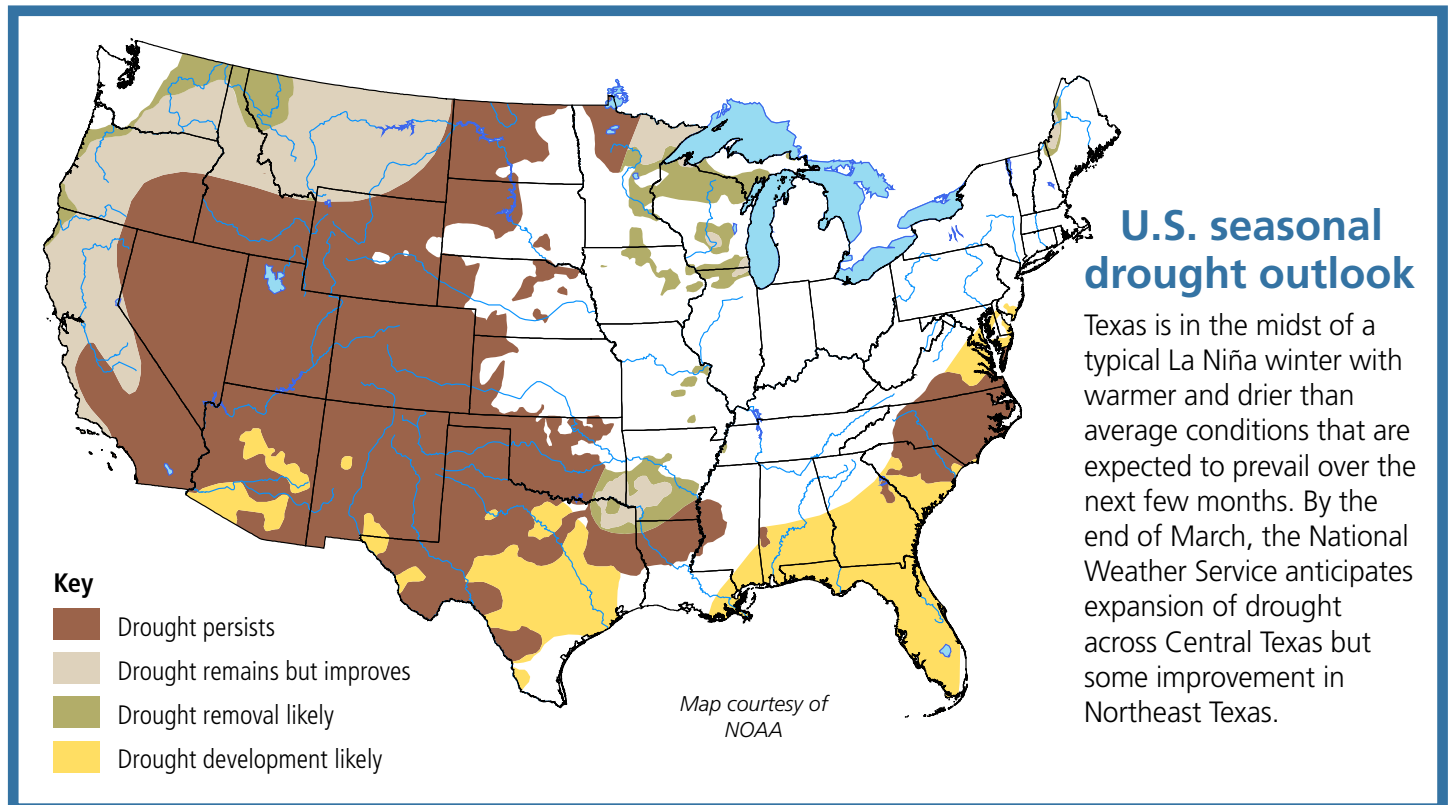 U.S. seasonal
drought outlook
Texas is in the midst of a
typical La Niña winter with
warmer and drier than
average conditions that are
expected to prevail over the
next few months. By the
end of March, the National
Weather Service anticipates
expansion of drought
across Central Texas but
some improvement in
Northeast Texas.
Key
Drought persists
Drought remains but improves
Drought removal likely
Drought development likely
Map courtesy of
NOAA